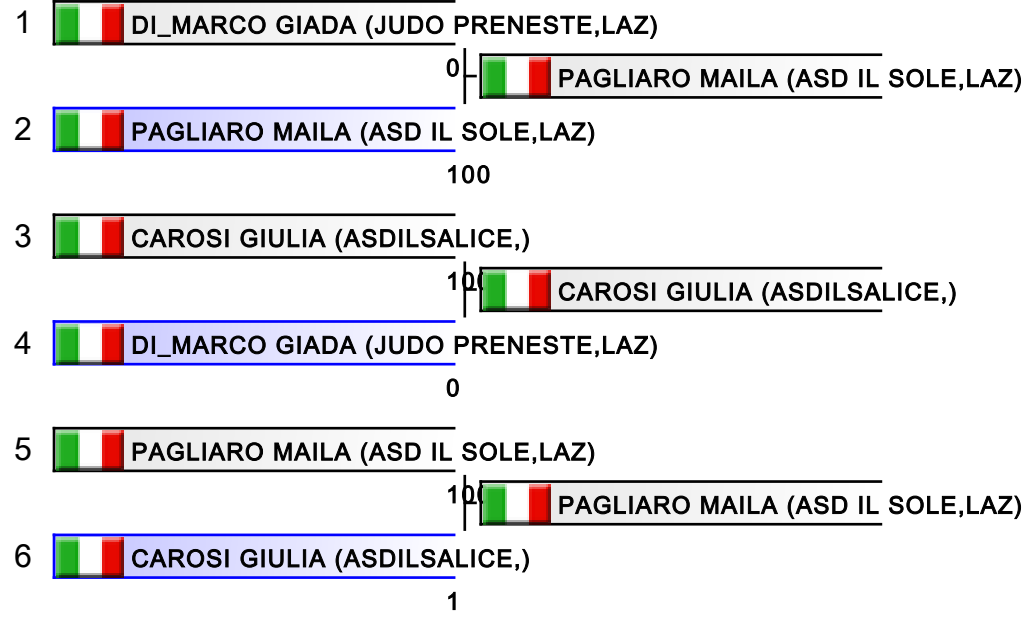 1 DI_MARCO GIADA (JUDO PRENESTE,LAZ)
0
PAGLIARO MAILA (ASD IL SOLE,LAZ)
2 PAGLIARO MAILA (ASD IL SOLE,LAZ)
100
3 CAROSI GIULIA (ASDILSALICE,)
100
CAROSI GIULIA (ASDILSALICE,)
4 DI_MARCO GIADA (JUDO PRENESTE,LAZ)
0
5 PAGLIARO MAILA (ASD IL SOLE,LAZ)
100
PAGLIARO MAILA (ASD IL SOLE,LAZ)
6 CAROSI GIULIA (ASDILSALICE,)
1